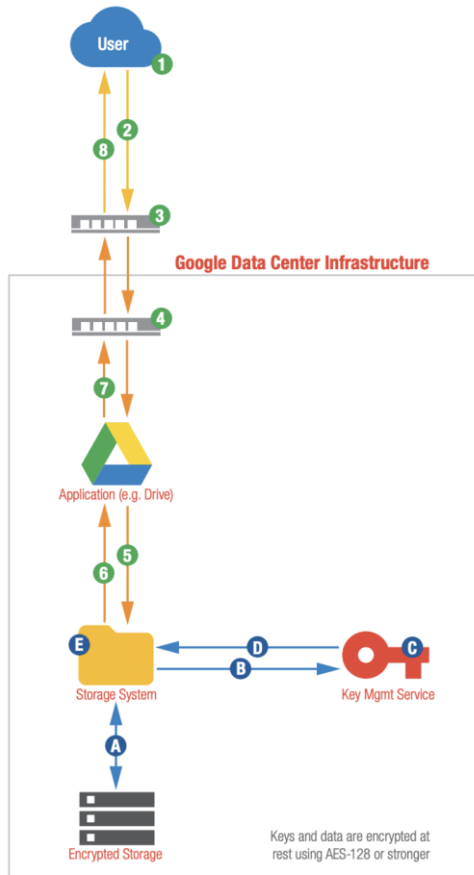 User
1
2
8
3
Google Data Center Infrastructure
4
7
Application (e.g. Drive)
5
6
E
D
C
B
Storage System
Key Mgmt Service
A
Encrypted Storage
Keys and data are encrypted at
rest using AES-128 or stronger